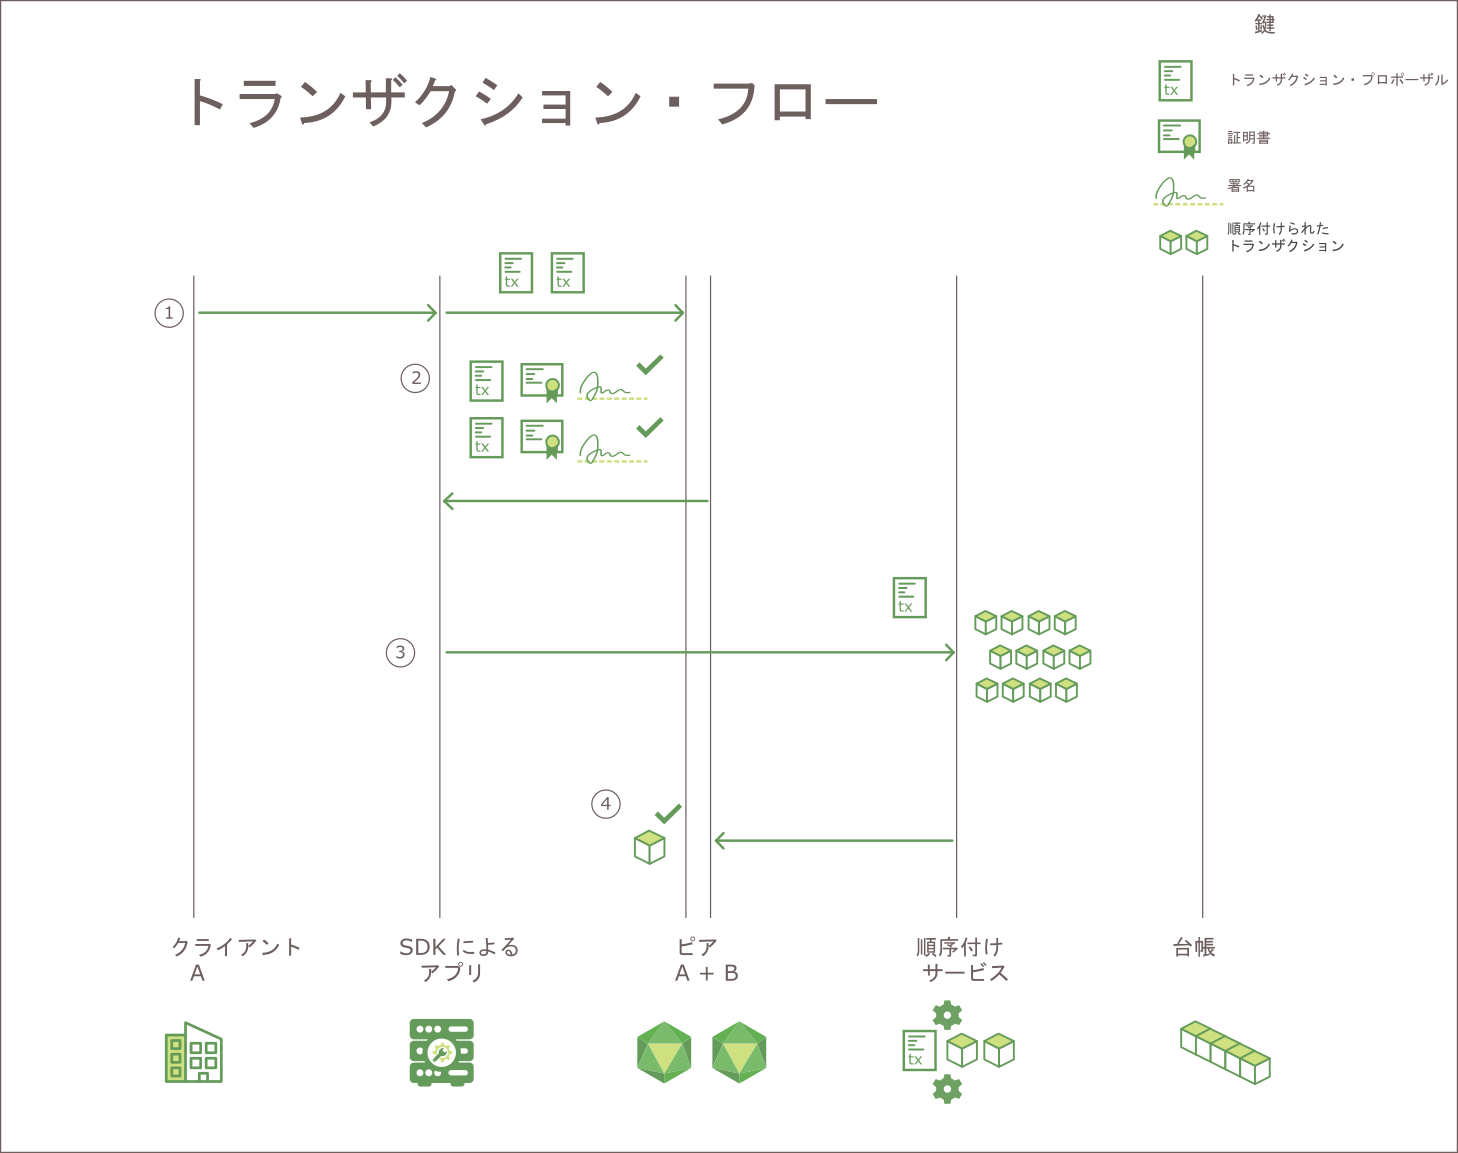 鍵
トランザクション・フロー
tx
トランザクション・プロポーザル
証明書
署名
順序付けられた
トランザクション
tx
tx
1
2
tx
tx
tx
3
4
クライアント
A
SDK による
アプリ
ピア
A + B
順序付け
サービス
台帳
tx